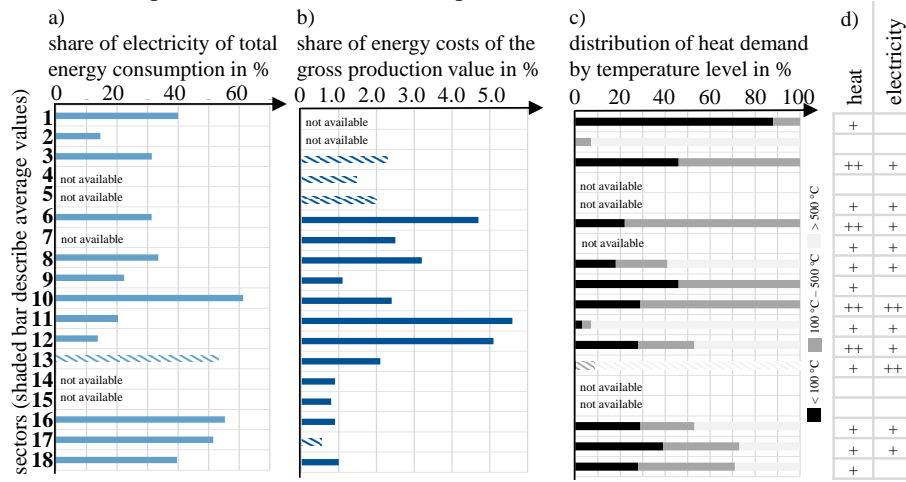 a)
share of electricity of total
energy consumption in %
0 20 40 60
b)
share of energy costs of the
gross production value in %
0 1.0 2.0 3.0 4.0 5.0
c)
distribution of heat demand
by temperature level in %
0 20 40 60 80 100
d)
heat
electricity
sectors (shaded bar describe average values)
1 not available +
2 not available
3 ++ +
4 not available not available
5 not available not available + +
6 ++ +
7 not available not available + +
8 + +
9 +
10 ++ ++
11 + +
12 ++ +
13 + ++
14 not available not available
15 not available not available
16 + +
17 + +
18 +
< 100 °C 100 °C – 500 °C > 500 °C